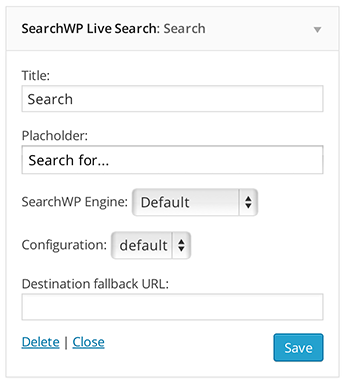 SearchWP Live Search: Search
Title:
Search
Placholder:
Search for...
SearchWP Engine: Default
Configuration: default
Destination fallback URL:
Delete | Close
Save